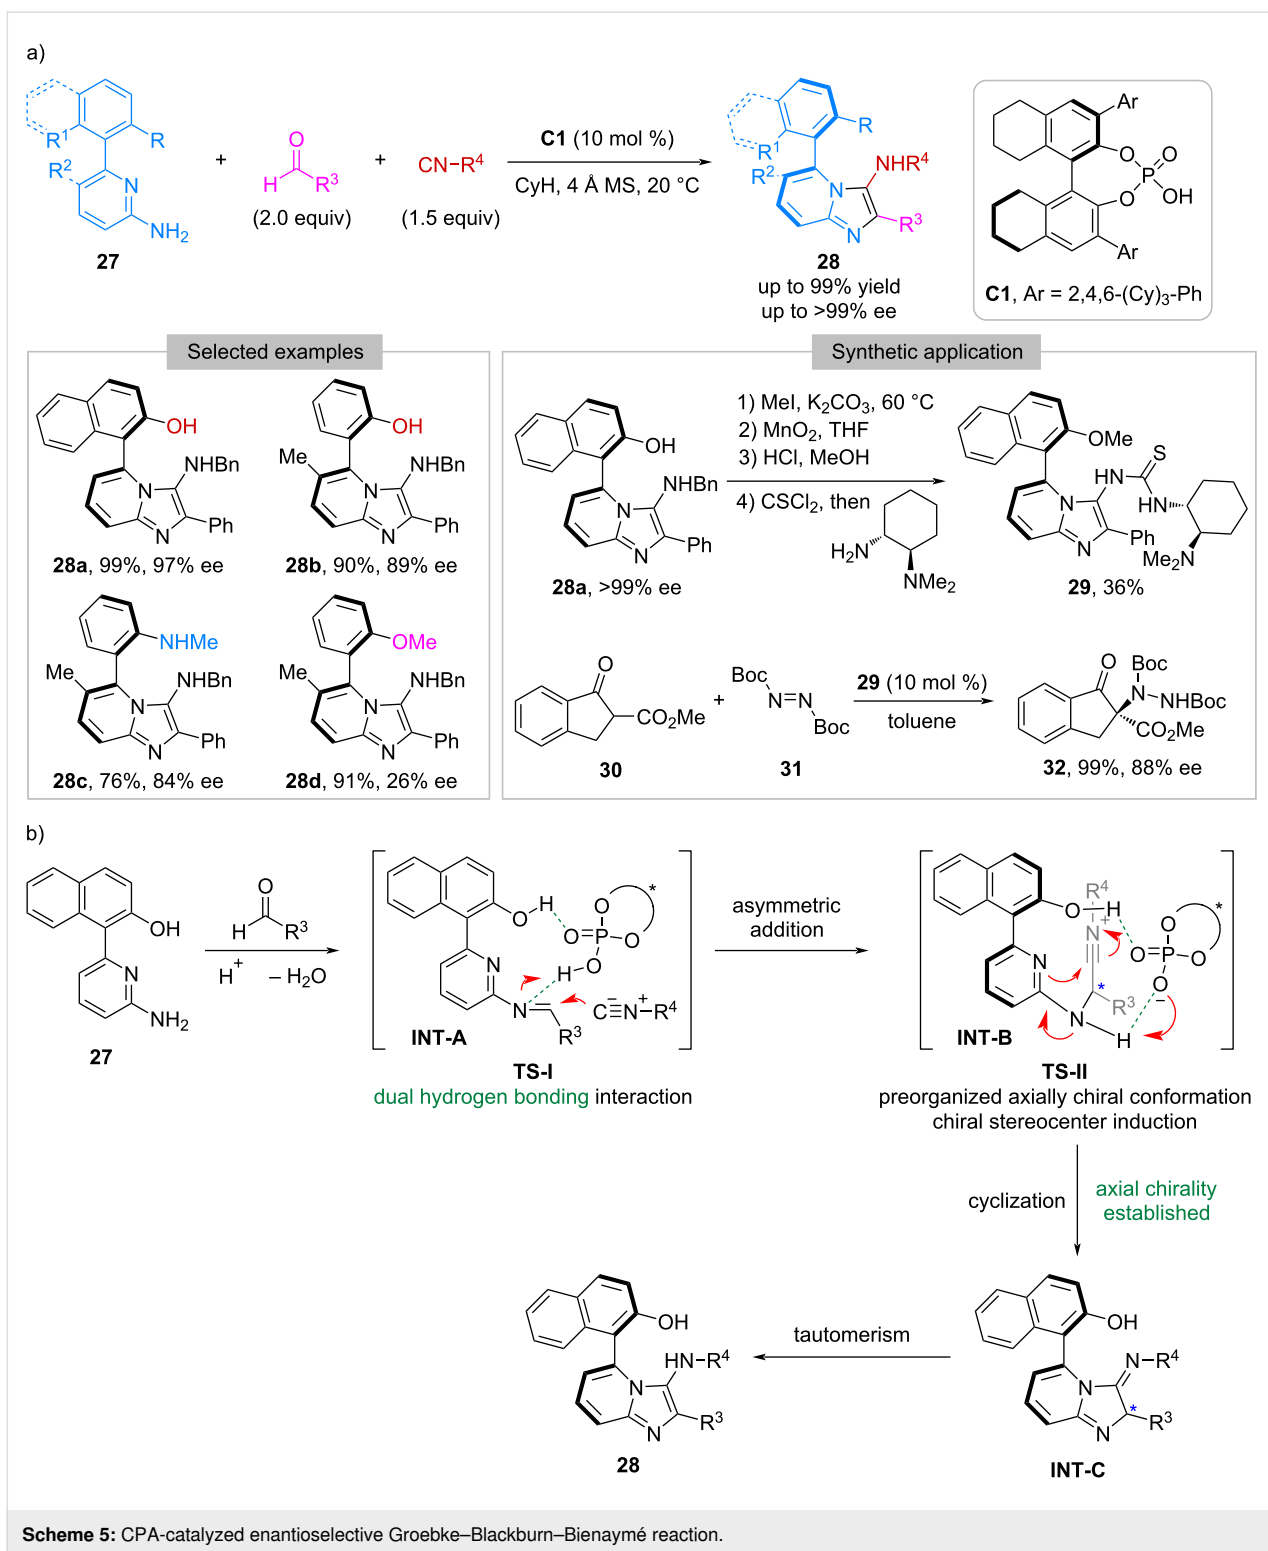 a)
R¹
R
R²
N
NH₂
27
+
O
H
R³
(2.0 equiv)
+
CN–R⁴
(1.5 equiv)
C1 (10 mol %)
CyH, 4 Å MS, 20 °C
R
R¹
R²
NHR⁴
N
R³
N
28
up to 99% yield
up to >99% ee
Ar
O
O
P
OH
O
Ar
C1, Ar = 2,4,6-(Cy)₃-Ph
Selected examples
OH
NHBn
N
Ph
N
28a, 99%, 97% ee
OH
Me
NHBn
N
Ph
N
28b, 90%, 89% ee
NHMe
Me
NHBn
N
Ph
N
28c, 76%, 84% ee
OMe
Me
NHBn
N
Ph
N
28d, 91%, 26% ee
Synthetic application
OH
NHBn
N
Ph
N
28a, >99% ee
1) MeI, K₂CO₃, 60 °C
2) MnO₂, THF
3) HCl, MeOH
4) CSCl₂, then
H₂N
NMe₂
OMe
S
HN
HN
N
Ph
N
Me₂N
29, 36%
O
CO₂Me
30
+
Boc
N=N
Boc
31
29 (10 mol %)
toluene
Boc
O
N
NHBoc
CO₂Me
32, 99%, 88% ee
b)
OH
N
NH₂
27
O
H
R³
H⁺ – H₂O
O
H
*
O
O=P
O
O
H
N
N
C≡N–R⁴
− +
R³
INT-A
TS-I
dual hydrogen bonding interaction
asymmetric
addition
R⁴
O
H
N
+
*
O=P
O
O
−
N
*
R³
N
H
INT-B
TS-II
preorganized axially chiral conformation
chiral stereocenter induction
cyclization
axial chirality
established
OH
N–R⁴
N
*
R³
N
INT-C
tautomerism
OH
HN–R⁴
N
R³
N
28
Scheme 5: CPA-catalyzed enantioselective Groebke–Blackburn–Bienaymé reaction.